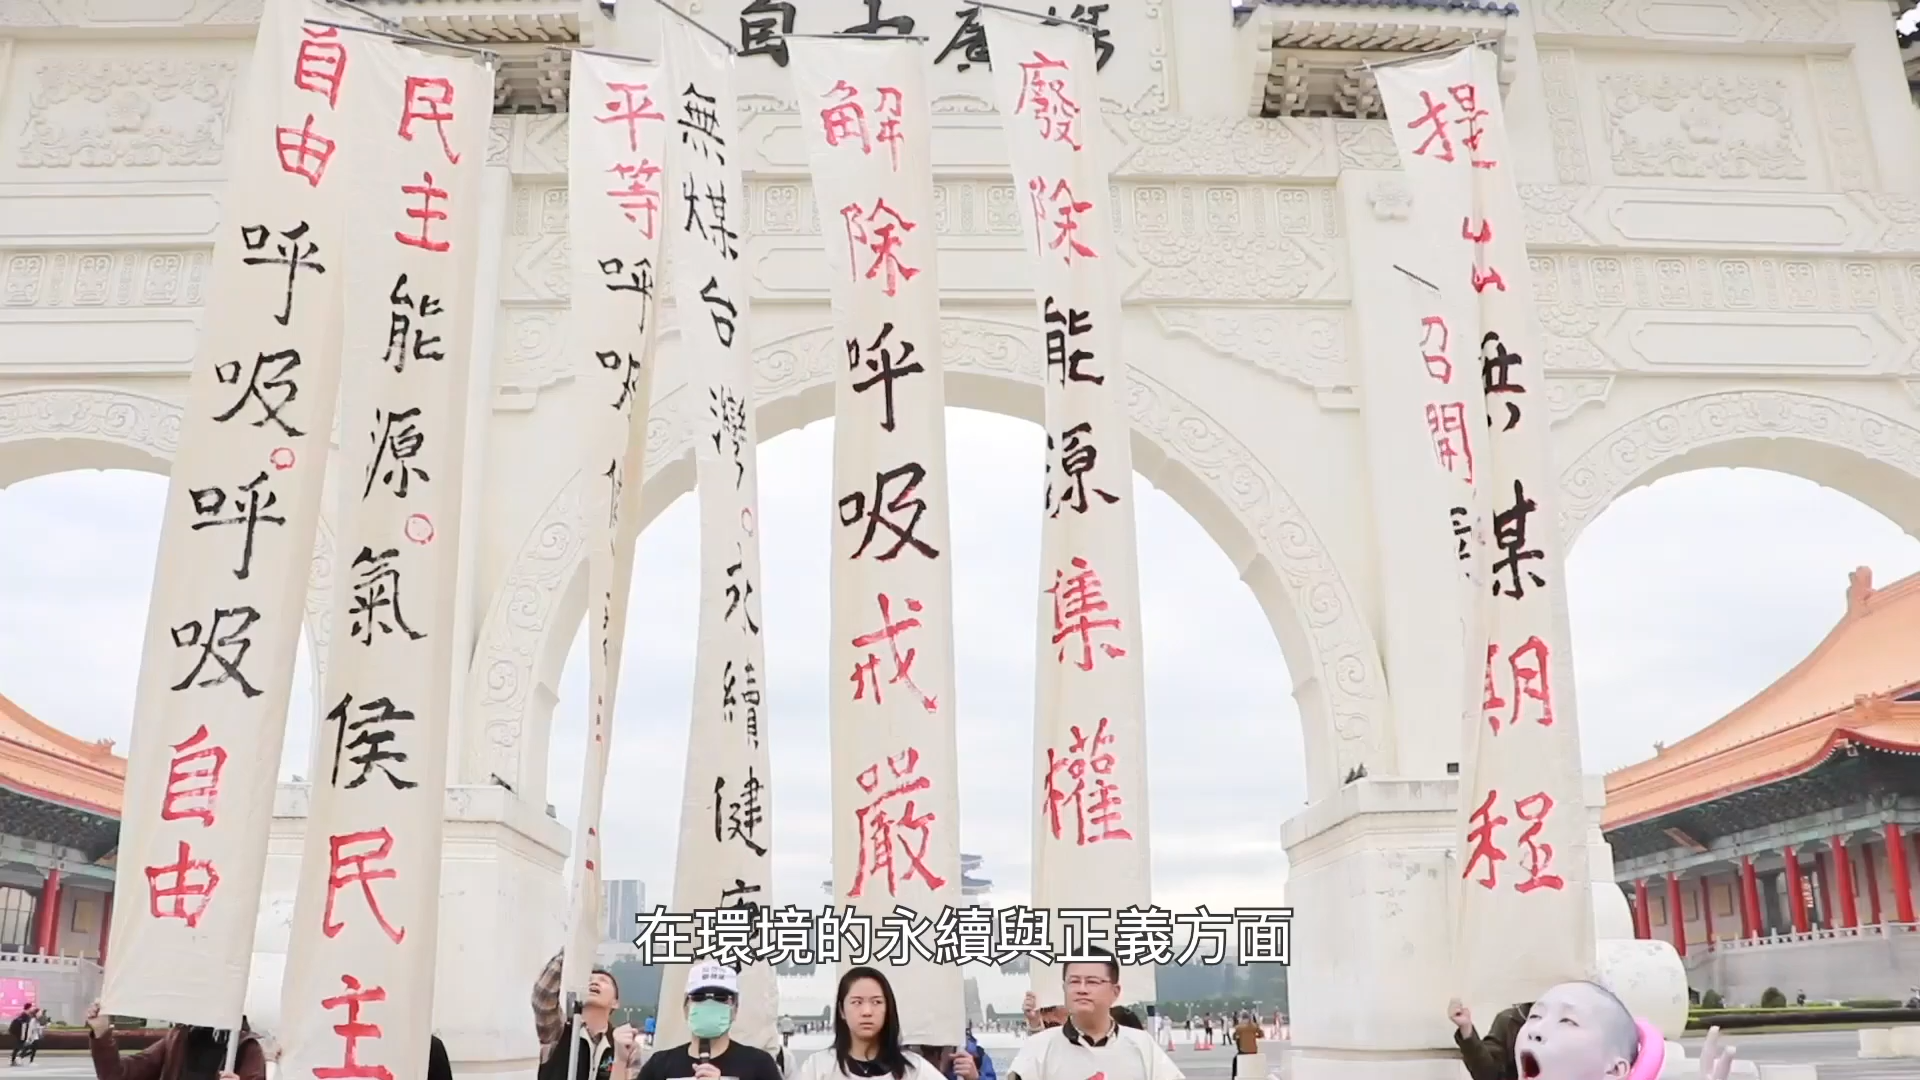 自由廣場
自由呼吸。呼吸自由
民主能源。氣侯民主
平等呼吸
無煤台灣。永續健康
解除呼吸戒嚴
廢除能源集權
提出無煤期程
召開
在環境的永續與正義方面